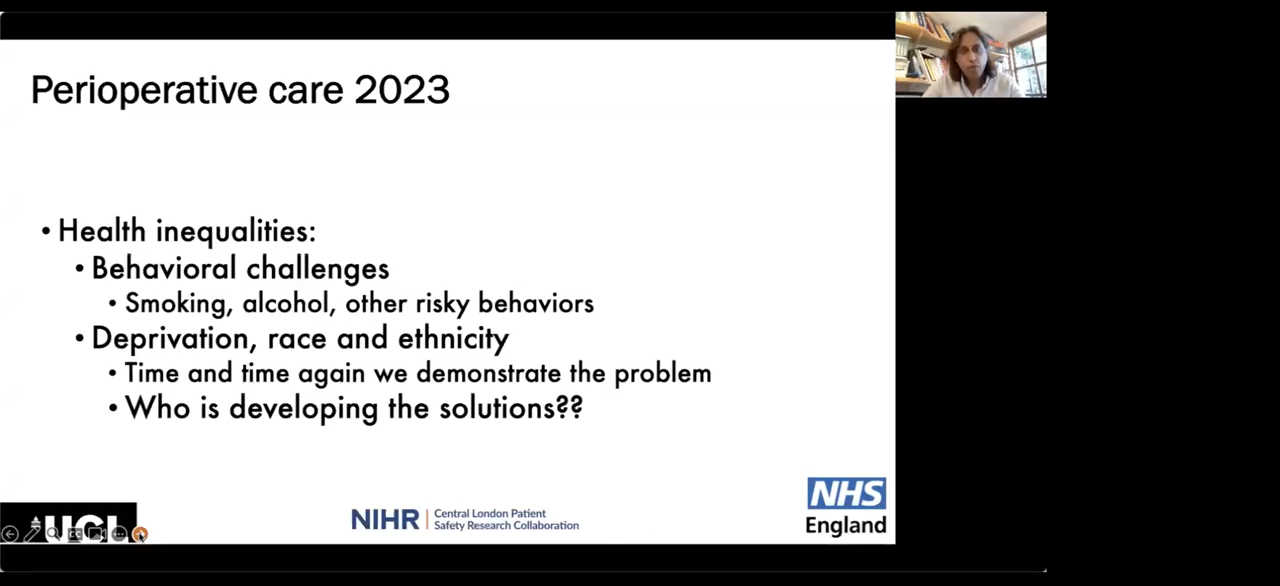 Perioperative care 2023
• Health inequalities:
• Behavioral challenges
• Smoking, alcohol, other risky behaviors
• Deprivation, race and ethnicity
• Time and time again we demonstrate the problem
• Who is developing the solutions??
UCL
NIHR | Central London Patient
Safety Research Collaboration
NHS
England